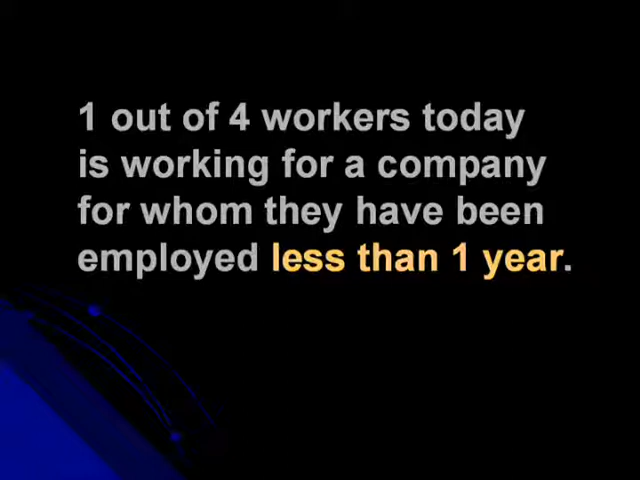 1 out of 4 workers today
is working for a company
for whom they have been
employed less than 1 year.